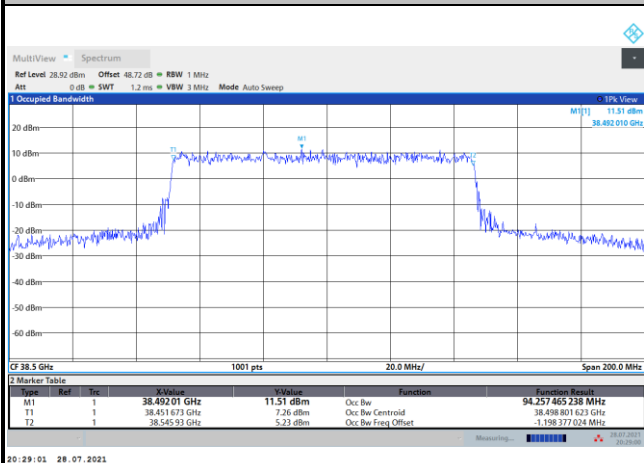 MultiView Spectrum
Ref Level 28.92 dBm Offset 48.72 dB RBW 1 MHz
Att 0 dB SWT 1.2 ms VBW 3 MHz Mode Auto Sweep
1 Occupied Bandwidth 1Pk View
M1[1] 11.51 dBm
38.492 010 GHz
20 dBm
M1
10 dBm
T1
T2
0 dBm
-10 dBm
-20 dBm
-30 dBm
-40 dBm
-50 dBm
-60 dBm
CF 38.5 GHz 1001 pts 20.0 MHz/ Span 200.0 MHz
2 Marker Table
Type Ref Trc X-Value Y-Value Function Function Result
M1 1 38.492 01 GHz 11.51 dBm Occ Bw 94.257 465 238 MHz
T1 1 38.451 673 GHz 7.26 dBm Occ Bw Centroid 38.498 801 623 GHz
T2 1 38.545 93 GHz 5.23 dBm Occ Bw Freq Offset -1.198 377 024 MHz
Measuring... 28.07.2021
20:29:00
20:29:01 28.07.2021